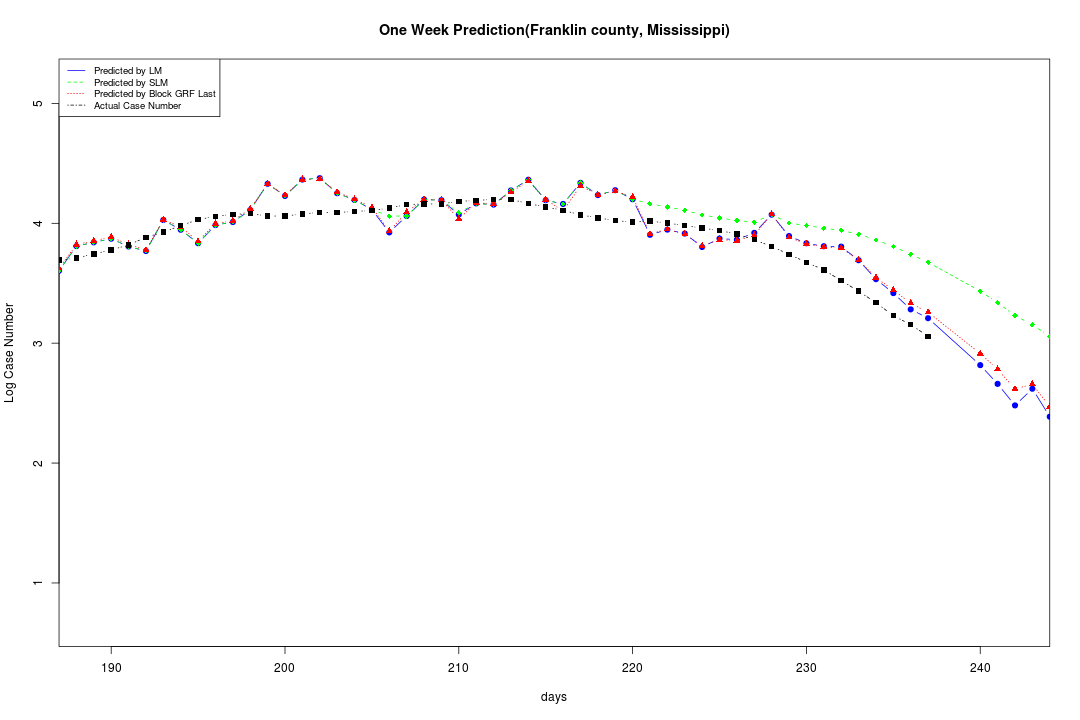 One Week Prediction(Franklin county, Mississippi)
Predicted by LM
Predicted by SLM
Predicted by Block GRF Last
Actual Case Number
5
4
3
2
1
Log Case Number
190 200 210 220 230 240
days